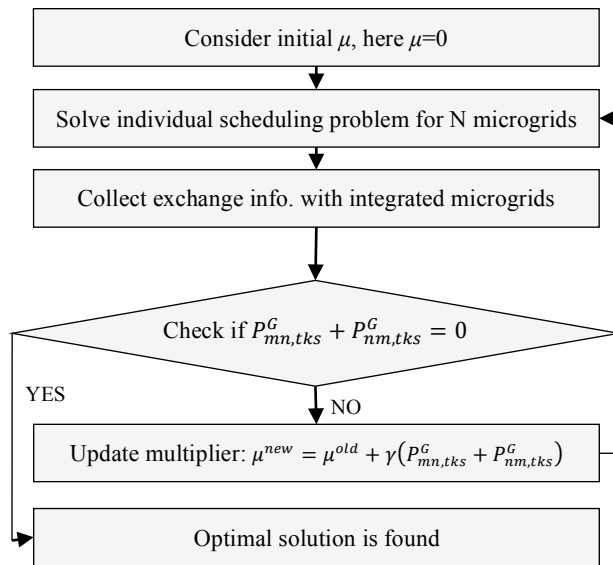 Consider initial μ, here μ=0
Solve individual scheduling problem for N microgrids
Collect exchange info. with integrated microgrids
Check if P^G_{mn,tks} + P^G_{nm,tks} = 0
YES
NO
Update multiplier: μ^{new} = μ^{old} + γ(P^G_{mn,tks} + P^G_{nm,tks})
Optimal solution is found